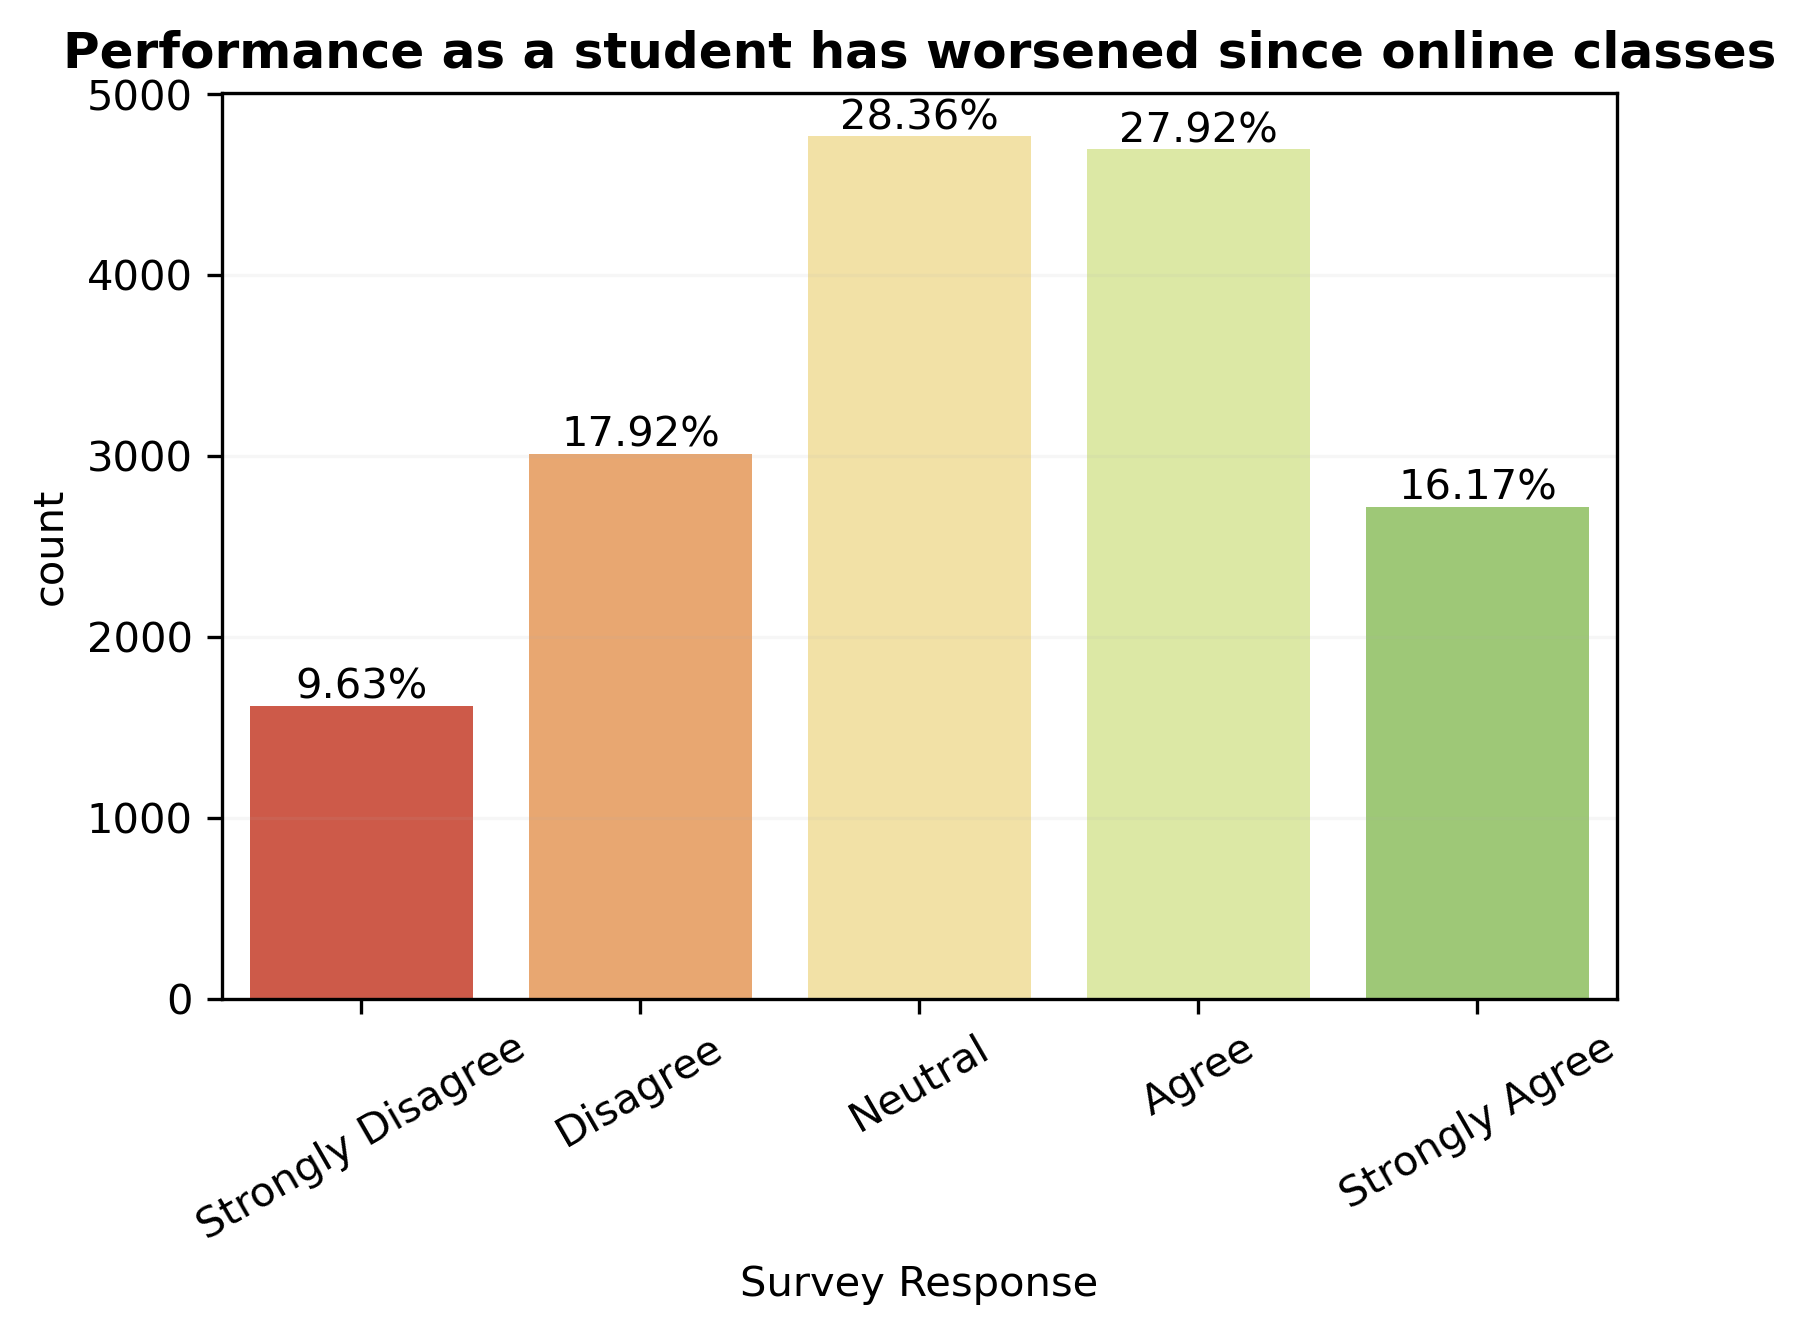 Performance as a student has worsened since online classes
5000
4000
3000
2000
1000
0
count
9.63%
17.92%
28.36%
27.92%
16.17%
Strongly Disagree
Disagree
Neutral
Agree
Strongly Agree
Survey Response